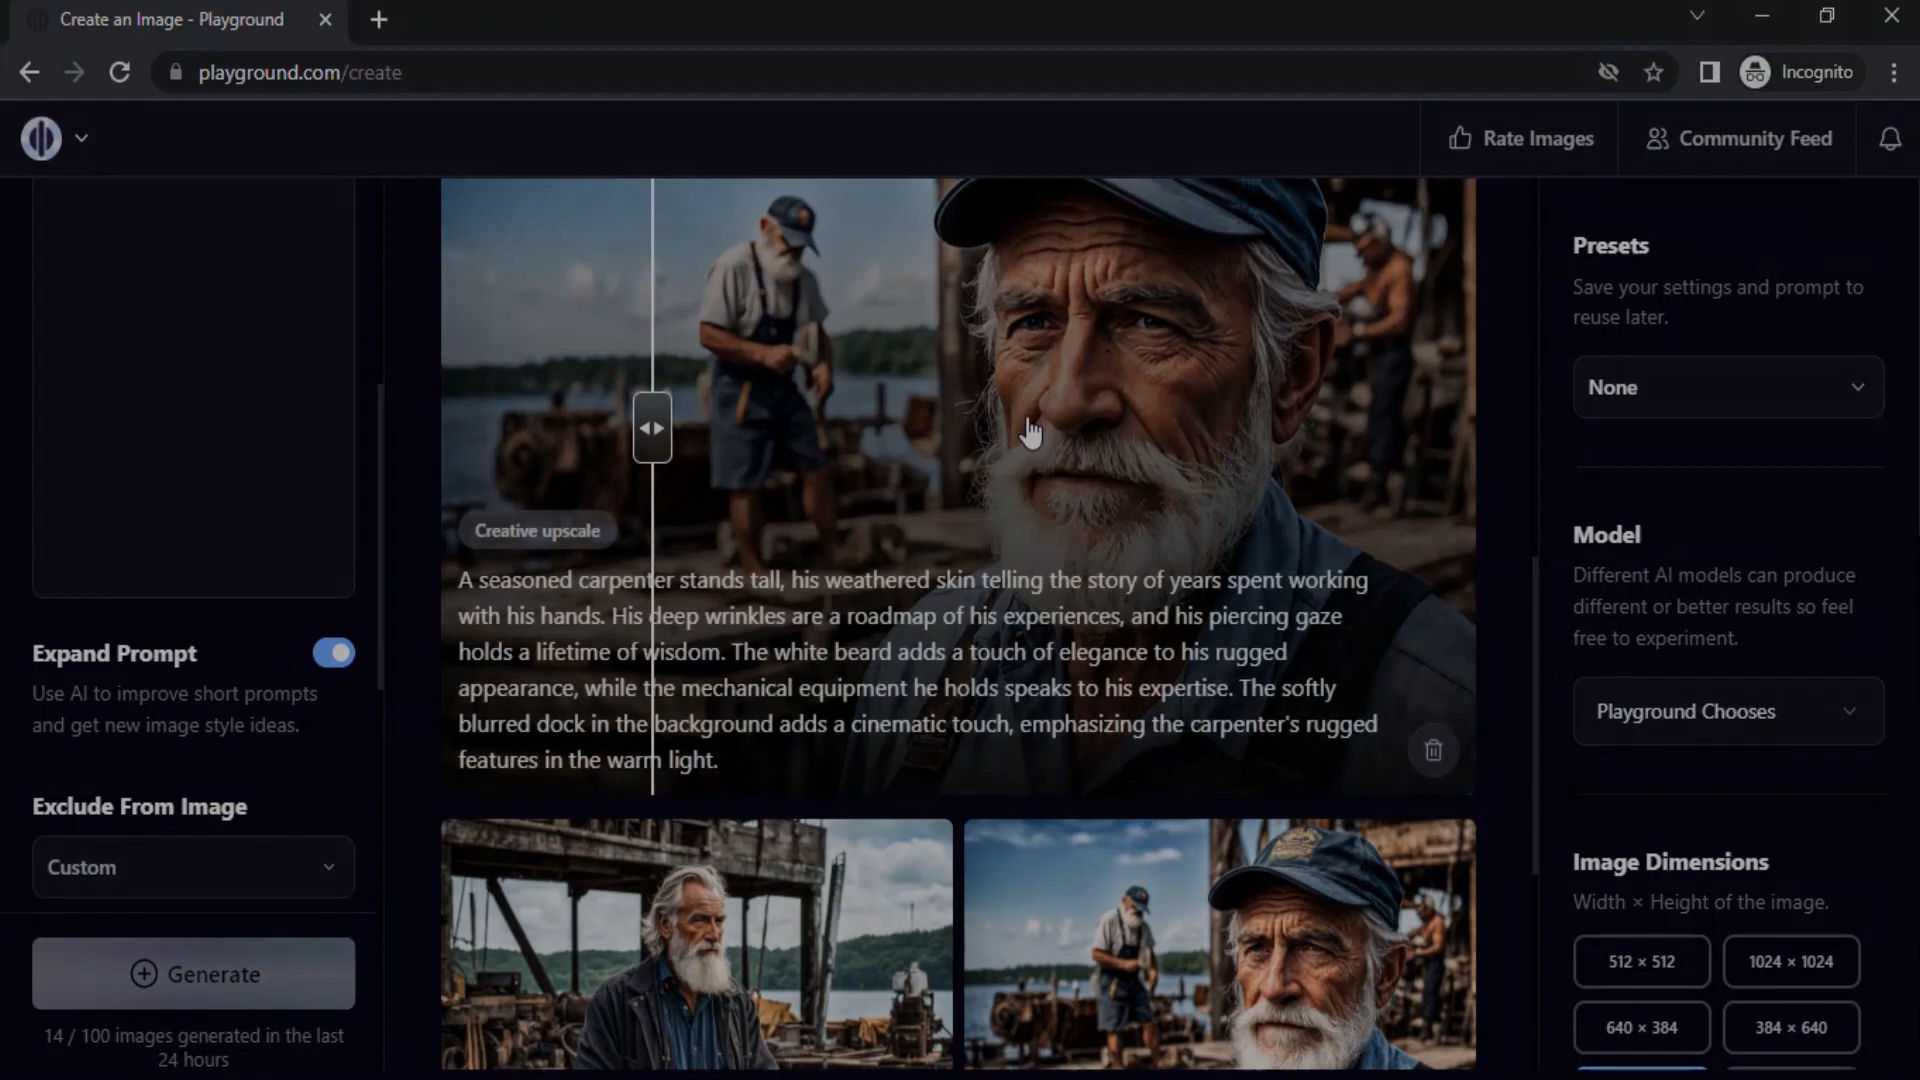 Create an Image - Playground
playground.com/create
Incognito
Rate Images
Community Feed
Creative upscale
A seasoned carpenter stands tall, his weathered skin telling the story of years spent working
with his hands. His deep wrinkles are a roadmap of his experiences, and his piercing gaze
holds a lifetime of wisdom. The white beard adds a touch of elegance to his rugged
appearance, while the mechanical equipment he holds speaks to his expertise. The softly
blurred dock in the background adds a cinematic touch, emphasizing the carpenter's rugged
features in the warm light.
Expand Prompt
Use AI to improve short prompts
and get new image style ideas.
Exclude From Image
Custom
Generate
14 / 100 images generated in the last
24 hours
Presets
Save your settings and prompt to
reuse later.
None
Model
Different AI models can produce
different or better results so feel
free to experiment.
Playground Chooses
Image Dimensions
Width × Height of the image.
512 × 512
1024 × 1024
640 × 384
384 × 640